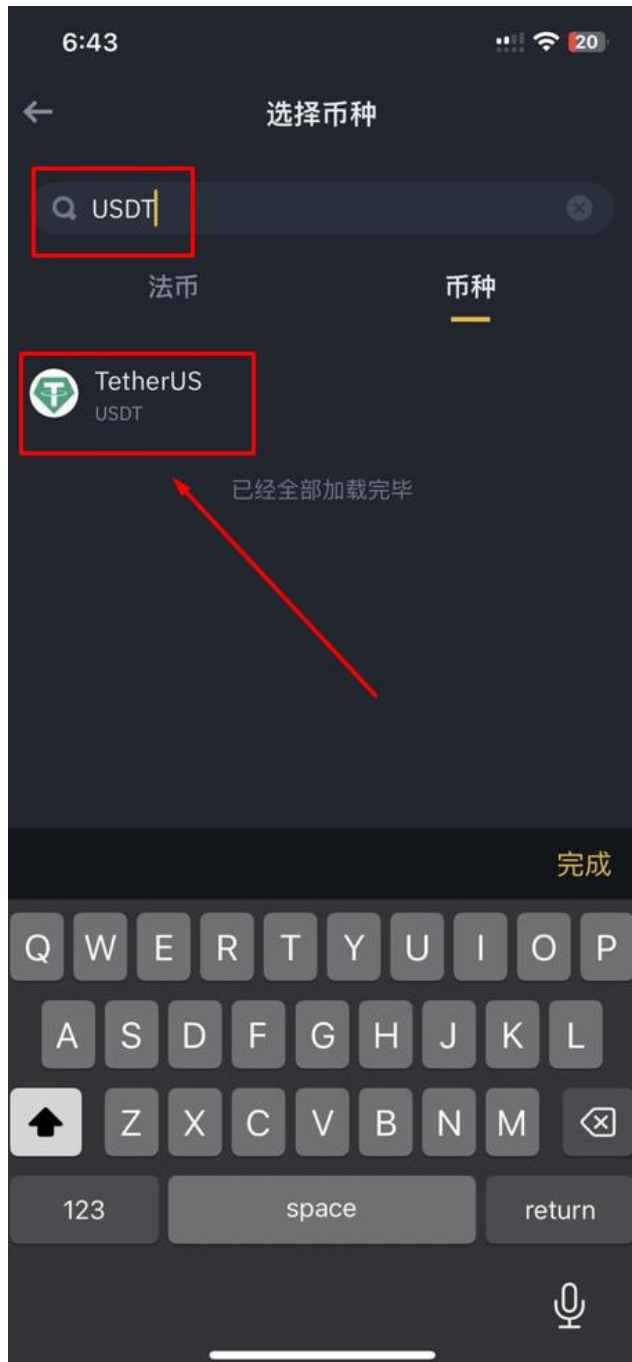 6:43
20
选择币种
USDT
法币 币种
TetherUS
USDT
已经全部加载完毕
完成
Q W E R T Y U I O P
A S D F G H J K L
Z X C V B N M
123 space return